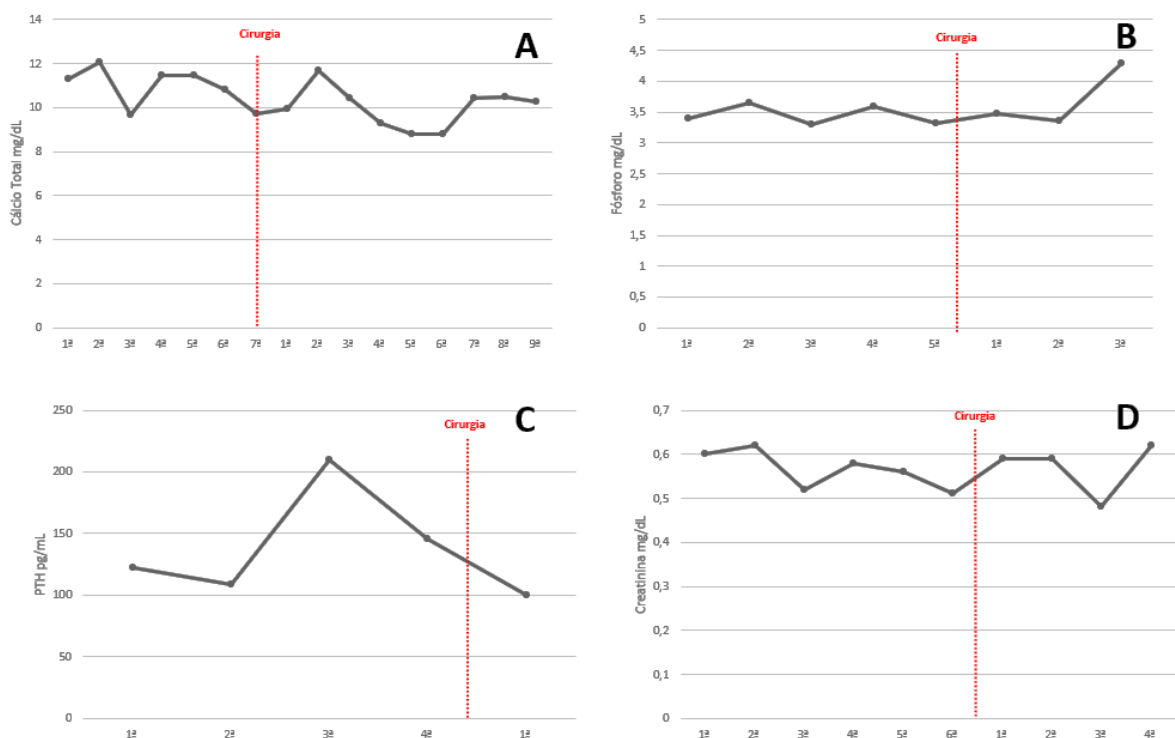 A
Cirurgia
Cálcio Total mg/dL
14
12
10
8
6
4
2
0
1ª 2ª 3ª 4ª 5ª 6ª 7ª 1ª 2ª 3ª 4ª 5ª 6ª 7ª 8ª 9ª
B
Cirurgia
Fósforo mg/dL
5
4,5
4
3,5
3
2,5
2
1,5
1
0,5
0
1ª 2ª 3ª 4ª 5ª 1ª 2ª 3ª
C
Cirurgia
PTH pg/mL
250
200
150
100
50
0
1ª 2ª 3ª 4ª 1ª
D
Cirurgia
Creatinina mg/dL
0,7
0,6
0,5
0,4
0,3
0,2
0,1
0
1ª 2ª 3ª 4ª 5ª 6ª 1ª 2ª 3ª 4ª